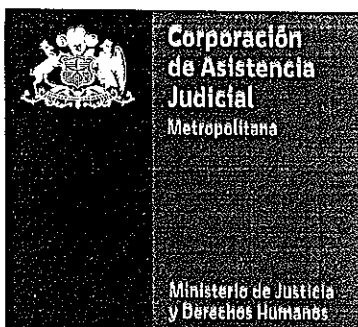 Corporación
de Asistencia
Judicial
Metropolitana
Ministerio de Justicia
y Derechos Humanos